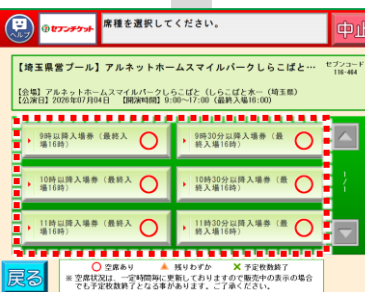 ヘルプ
セブンチケット
席種を選択してください。
中止
【埼玉県営プール】アルネットホームスマイルパークしらこばと…
セブンコード
116-464
【会場】アルネットホームスマイルパークしらこばと（しらこばと水…（埼玉県）
【公演日】2026年07月04日 【開演時間】9:00〜17:00（最終入場16:00）
9時以降入場券（最終入
場16時）
9時30分以降入場券（最
終入場16時）
10時以降入場券（最終入
場16時）
10時30分以降入場券（最
終入場16時）
11時以降入場券（最終入
場16時）
11時30分以降入場券（最
終入場16時）
1
/
1
戻る
空席あり 残りわずか 予定枚数終了
※ 空席状況は、一定時間毎に更新しておりますので販売中の表示の場合
でも予定枚数終了となる事があります。ご了承ください。